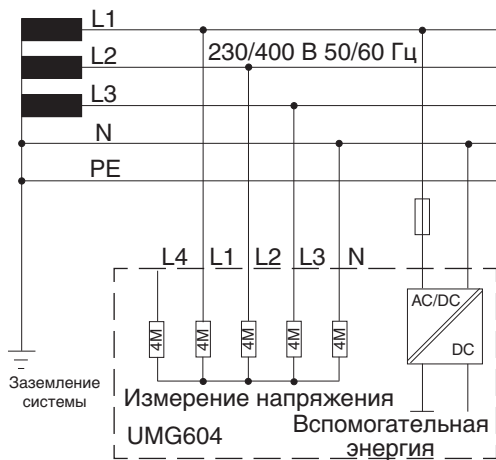 L1
L2
230/400 В 50/60 Гц
L3
N
PE
L4 L1 L2 L3 N
AC/DC
DC
4M 4M 4M 4M 4M
Заземление
системы
Измерение напряжения
UMG604
Вспомогательная
энергия